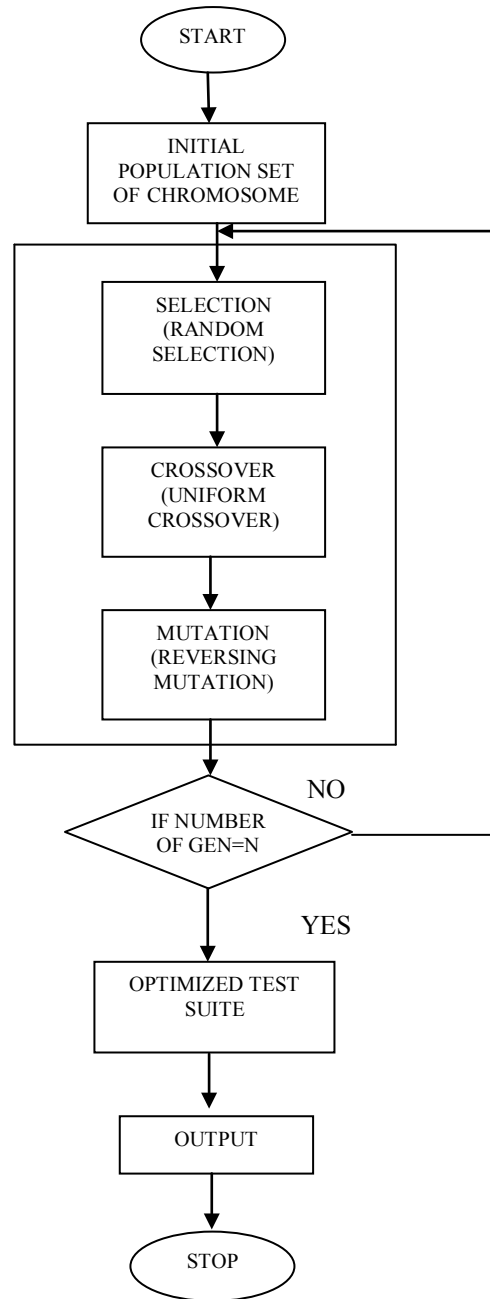 START
INITIAL
POPULATION SET
OF CHROMOSOME
SELECTION
(RANDOM
SELECTION)
CROSSOVER
(UNIFORM
CROSSOVER)
MUTATION
(REVERSING
MUTATION)
NO
IF NUMBER
OF GEN=N
YES
OPTIMIZED TEST
SUITE
OUTPUT
STOP